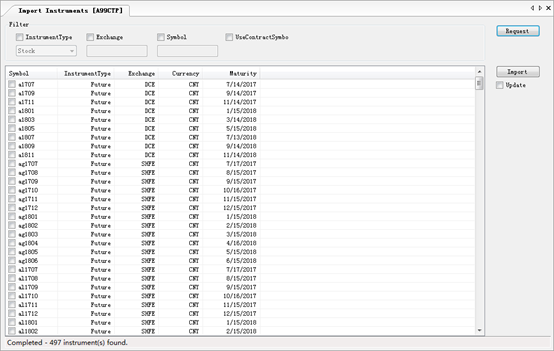 Import Instruments [A99CTP]
Filter
InstrumentType Exchange Symbol UseContractSymbo
Stock
Request
Import
Update
Symbol InstrumentType Exchange Currency Maturity
a1707 Future DCE CNY 7/14/2017
a1709 Future DCE CNY 9/14/2017
a1711 Future DCE CNY 11/14/2017
a1801 Future DCE CNY 1/15/2018
a1803 Future DCE CNY 3/14/2018
a1805 Future DCE CNY 5/15/2018
a1807 Future DCE CNY 7/13/2018
a1809 Future DCE CNY 9/14/2018
a1811 Future DCE CNY 11/14/2018
ag1707 Future SHFE CNY 7/17/2017
ag1708 Future SHFE CNY 8/15/2017
ag1709 Future SHFE CNY 9/15/2017
ag1710 Future SHFE CNY 10/16/2017
ag1711 Future SHFE CNY 11/15/2017
ag1712 Future SHFE CNY 12/15/2017
ag1801 Future SHFE CNY 1/15/2018
ag1802 Future SHFE CNY 2/15/2018
ag1803 Future SHFE CNY 3/15/2018
ag1804 Future SHFE CNY 4/16/2018
ag1805 Future SHFE CNY 5/15/2018
ag1806 Future SHFE CNY 6/15/2018
al1707 Future SHFE CNY 7/17/2017
al1708 Future SHFE CNY 8/15/2017
al1709 Future SHFE CNY 9/15/2017
al1710 Future SHFE CNY 10/16/2017
al1711 Future SHFE CNY 11/15/2017
al1712 Future SHFE CNY 12/15/2017
al1801 Future SHFE CNY 1/15/2018
al1802 Future SHFE CNY 2/15/2018
Completed - 497 instrument(s) found.